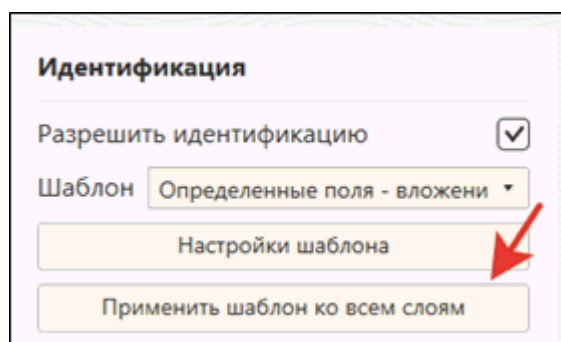 Идентификация
Разрешить идентификацию
Шаблон Определенные поля - вложени
Настройки шаблона
Применить шаблон ко всем слоям